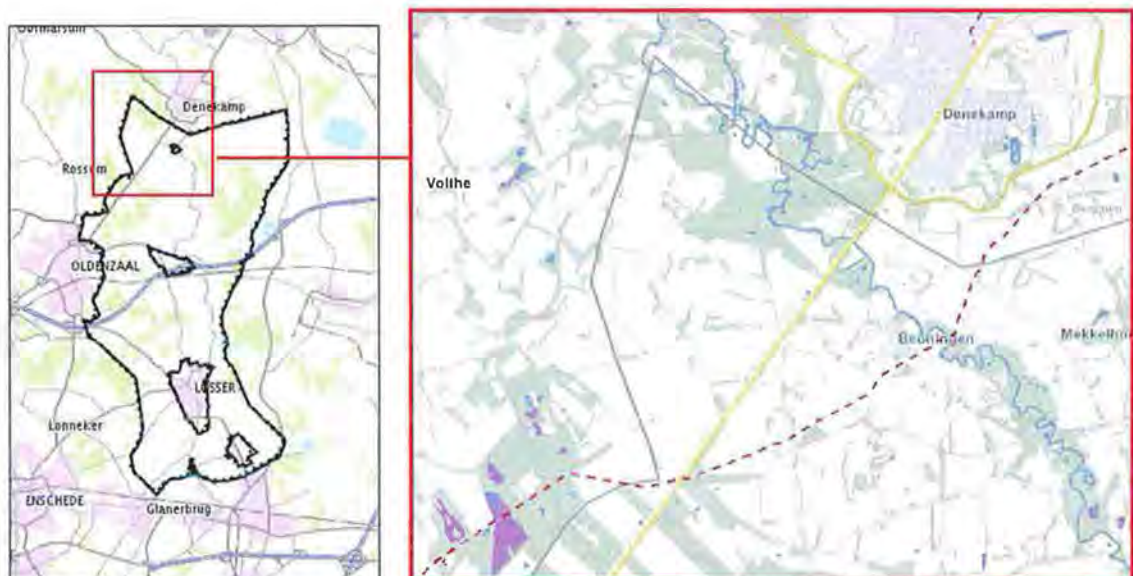 Denekamp
Rossum
OLDENZAAL
LOSSER
Lonneker
ENSCHEDE
Glanerbrug
Denekamp
Volthe
Beuningen